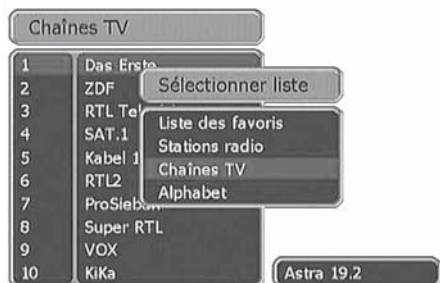 Chaînes TV
1 Das Erste
2 ZDF
3 RTL
4 SAT.1
5 Kabel 1
6 RTL2
7
8 Super RTL
9 VOX
10 KiKa
Sélectionner liste
Liste des favoris
Stations radio
Chaînes TV
Alphabet
Astra 19.2